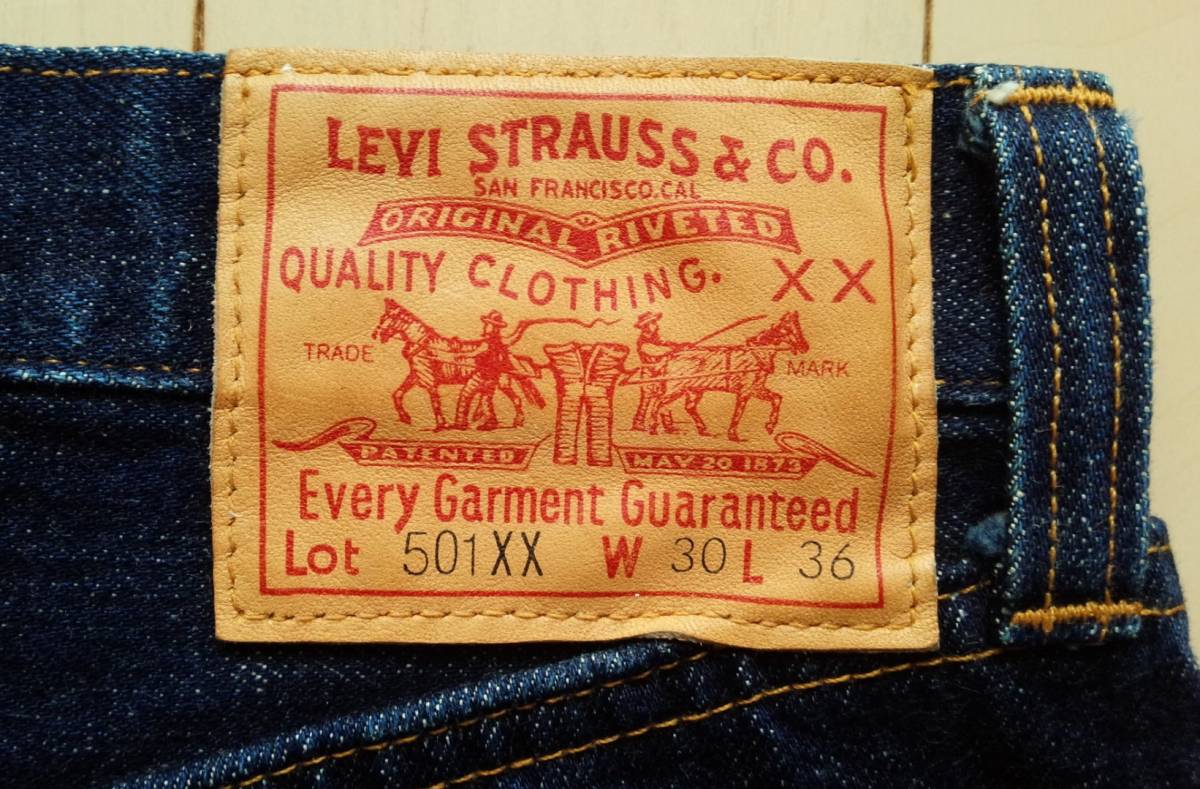 LEVI STRAUSS & CO.
SAN FRANCISCO.CAL
ORIGINAL RIVETED
QUALITY CLOTHING. XX
TRADE MARK
PATENTED MAY 20 1873
Every Garment Guaranteed
Lot 501XX W 30 L 36